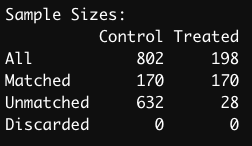 Sample Sizes:
Control Treated
All 802 198
Matched 170 170
Unmatched 632 28
Discarded 0 0